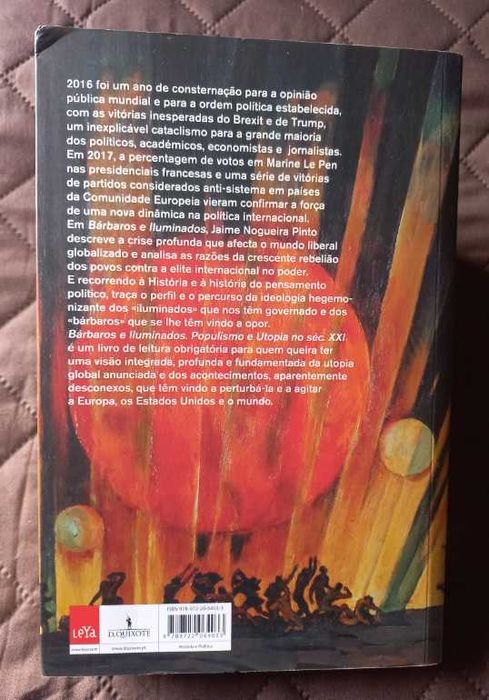 2016 foi um ano de consternação para a opinião
pública mundial e para a ordem política estabelecida,
com as vitórias inesperadas do Brexit e de Trump,
um inexplicável cataclismo para a grande maioria
dos políticos, académicos, economistas e jornalistas.
Em 2017, a percentagem de votos em Marine Le Pen
nas presidenciais francesas e uma série de vitórias
de partidos considerados anti-sistema em países
da Comunidade Europeia vieram confirmar a força
de uma nova dinâmica na política internacional.
Em Bárbaros e Iluminados, Jaime Nogueira Pinto
descreve a crise profunda que afecta o mundo liberal
globalizado e analisa as razões da crescente rebelião
dos povos contra a elite internacional no poder.
E recorrendo à História e à história do pensamento
político, traça o perfil e o percurso da ideologia hegemo-
nizante dos «iluminados» que nos têm governado e dos
«bárbaros» que se lhe têm vindo a opor.
Bárbaros e Iluminados. Populismo e Utopia no séc. XXI
é um livro de leitura obrigatória para quem queira ter
uma visão integrada, profunda e fundamentada da utopia
global anunciada e dos acontecimentos, aparentemente
desconexos, que têm vindo a perturbá-la e a agitar
a Europa, os Estados Unidos e o mundo.
LEYA
D.QUIXOTE